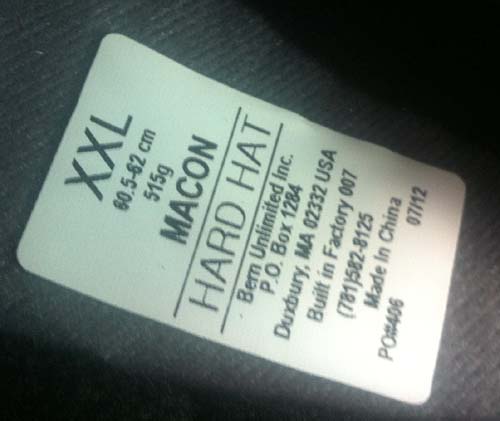 XXL
60.5-62 cm
515g
MACON
HARD HAT
Bern Unlimited Inc.
P.O. Box 1284
Duxbury, MA 02332 USA
Built in Factory 007
(781)582-8125
Made In China
PO#406 07/12